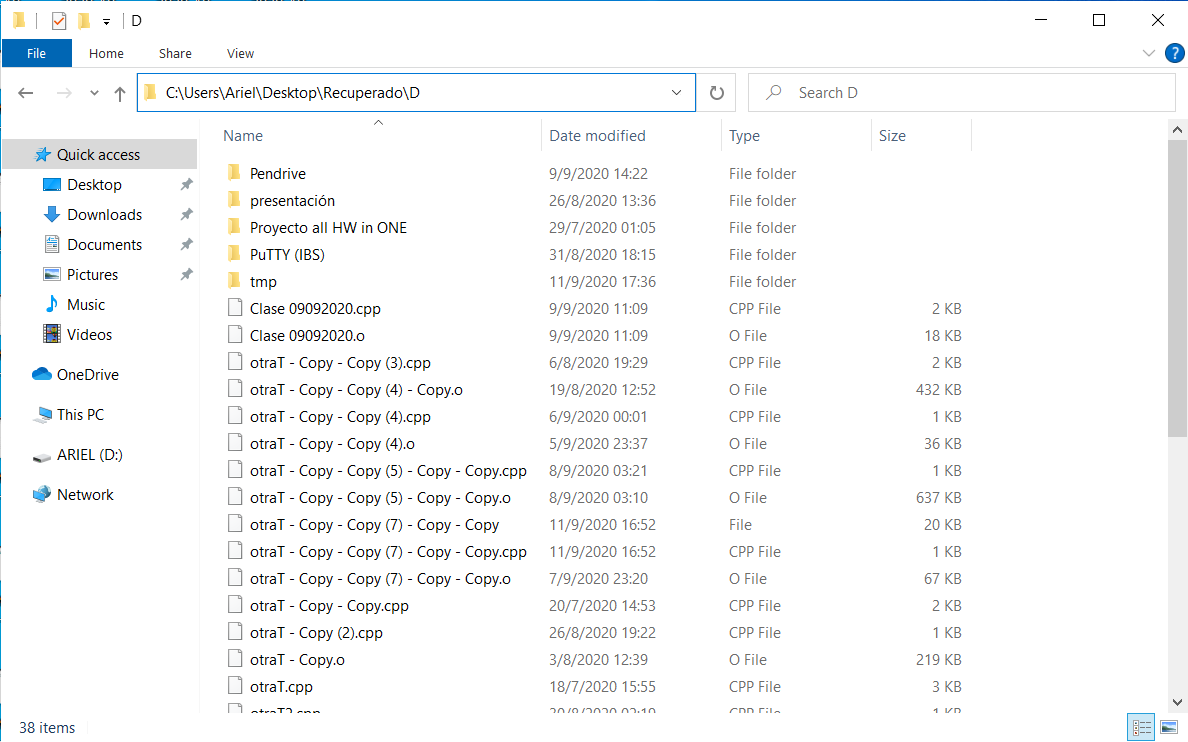 D
File Home Share View
?
C:\Users\Ariel\Desktop\Recuperado\D Search D
Name Date modified Type Size
Quick access
Desktop
Downloads
Documents
Pictures
Music
Videos
OneDrive
This PC
ARIEL (D:)
Network
Pendrive 9/9/2020 14:22 File folder
presentación 26/8/2020 13:36 File folder
Proyecto all HW in ONE 29/7/2020 01:05 File folder
PuTTY (IBS) 31/8/2020 18:15 File folder
tmp 11/9/2020 17:36 File folder
Clase 09092020.cpp 9/9/2020 11:09 CPP File 2 KB
Clase 09092020.o 9/9/2020 11:09 O File 18 KB
otraT - Copy - Copy (3).cpp 6/8/2020 19:29 CPP File 2 KB
otraT - Copy - Copy (4) - Copy.o 19/8/2020 12:52 O File 432 KB
otraT - Copy - Copy (4).cpp 6/9/2020 00:01 CPP File 1 KB
otraT - Copy - Copy (4).o 5/9/2020 23:37 O File 36 KB
otraT - Copy - Copy (5) - Copy - Copy.cpp 8/9/2020 03:21 CPP File 1 KB
otraT - Copy - Copy (5) - Copy - Copy.o 8/9/2020 03:10 O File 637 KB
otraT - Copy - Copy (7) - Copy - Copy 11/9/2020 16:52 File 20 KB
otraT - Copy - Copy (7) - Copy - Copy.cpp 11/9/2020 16:52 CPP File 1 KB
otraT - Copy - Copy (7) - Copy - Copy.o 7/9/2020 23:20 O File 67 KB
otraT - Copy - Copy.cpp 20/7/2020 14:53 CPP File 2 KB
otraT - Copy (2).cpp 26/8/2020 19:22 CPP File 1 KB
otraT - Copy.o 3/8/2020 12:39 O File 219 KB
otraT.cpp 18/7/2020 15:55 CPP File 3 KB
otraT2.cpp CPP File 1 KB
38 items